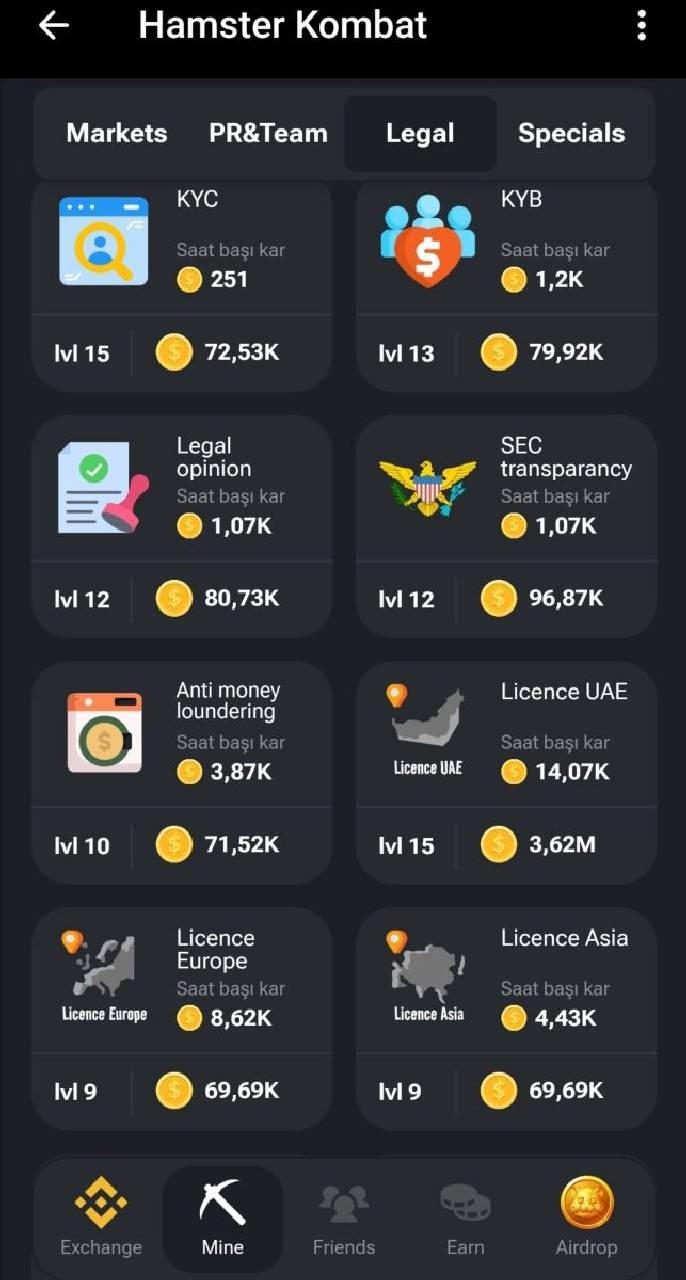 Hamster Kombat
Markets PR&Team Legal Specials
KYC
Saat başı kar
251
lvl 15 72,53K
KYB
Saat başı kar
1,2K
lvl 13 79,92K
Legal
opinion
Saat başı kar
1,07K
lvl 12 80,73K
SEC
transparancy
Saat başı kar
1,07K
lvl 12 96,87K
Anti money
loundering
Saat başı kar
3,87K
lvl 10 71,52K
Licence UAE
Licence UAE
Saat başı kar
14,07K
lvl 15 3,62M
Licence Europe
Licence
Europe
Saat başı kar
8,62K
lvl 9 69,69K
Licence Asia
Licence Asia
Saat başı kar
4,43K
lvl 9 69,69K
Exchange Mine Friends Earn Airdrop